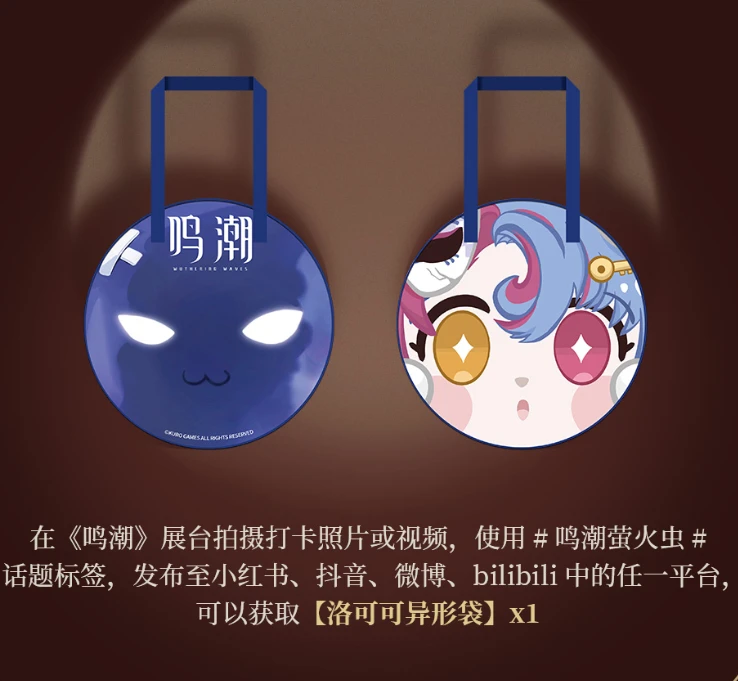 鸣潮
WUTHERING WAVES
©KURO GAMES ALL RIGHTS RESERVED
在《鸣潮》展台拍摄打卡照片或视频，使用 # 鸣潮萤火虫 #
话题标签，发布至小红书、抖音、微博、bilibili 中的任一平台，
可以获取【洛可可异形袋】x1